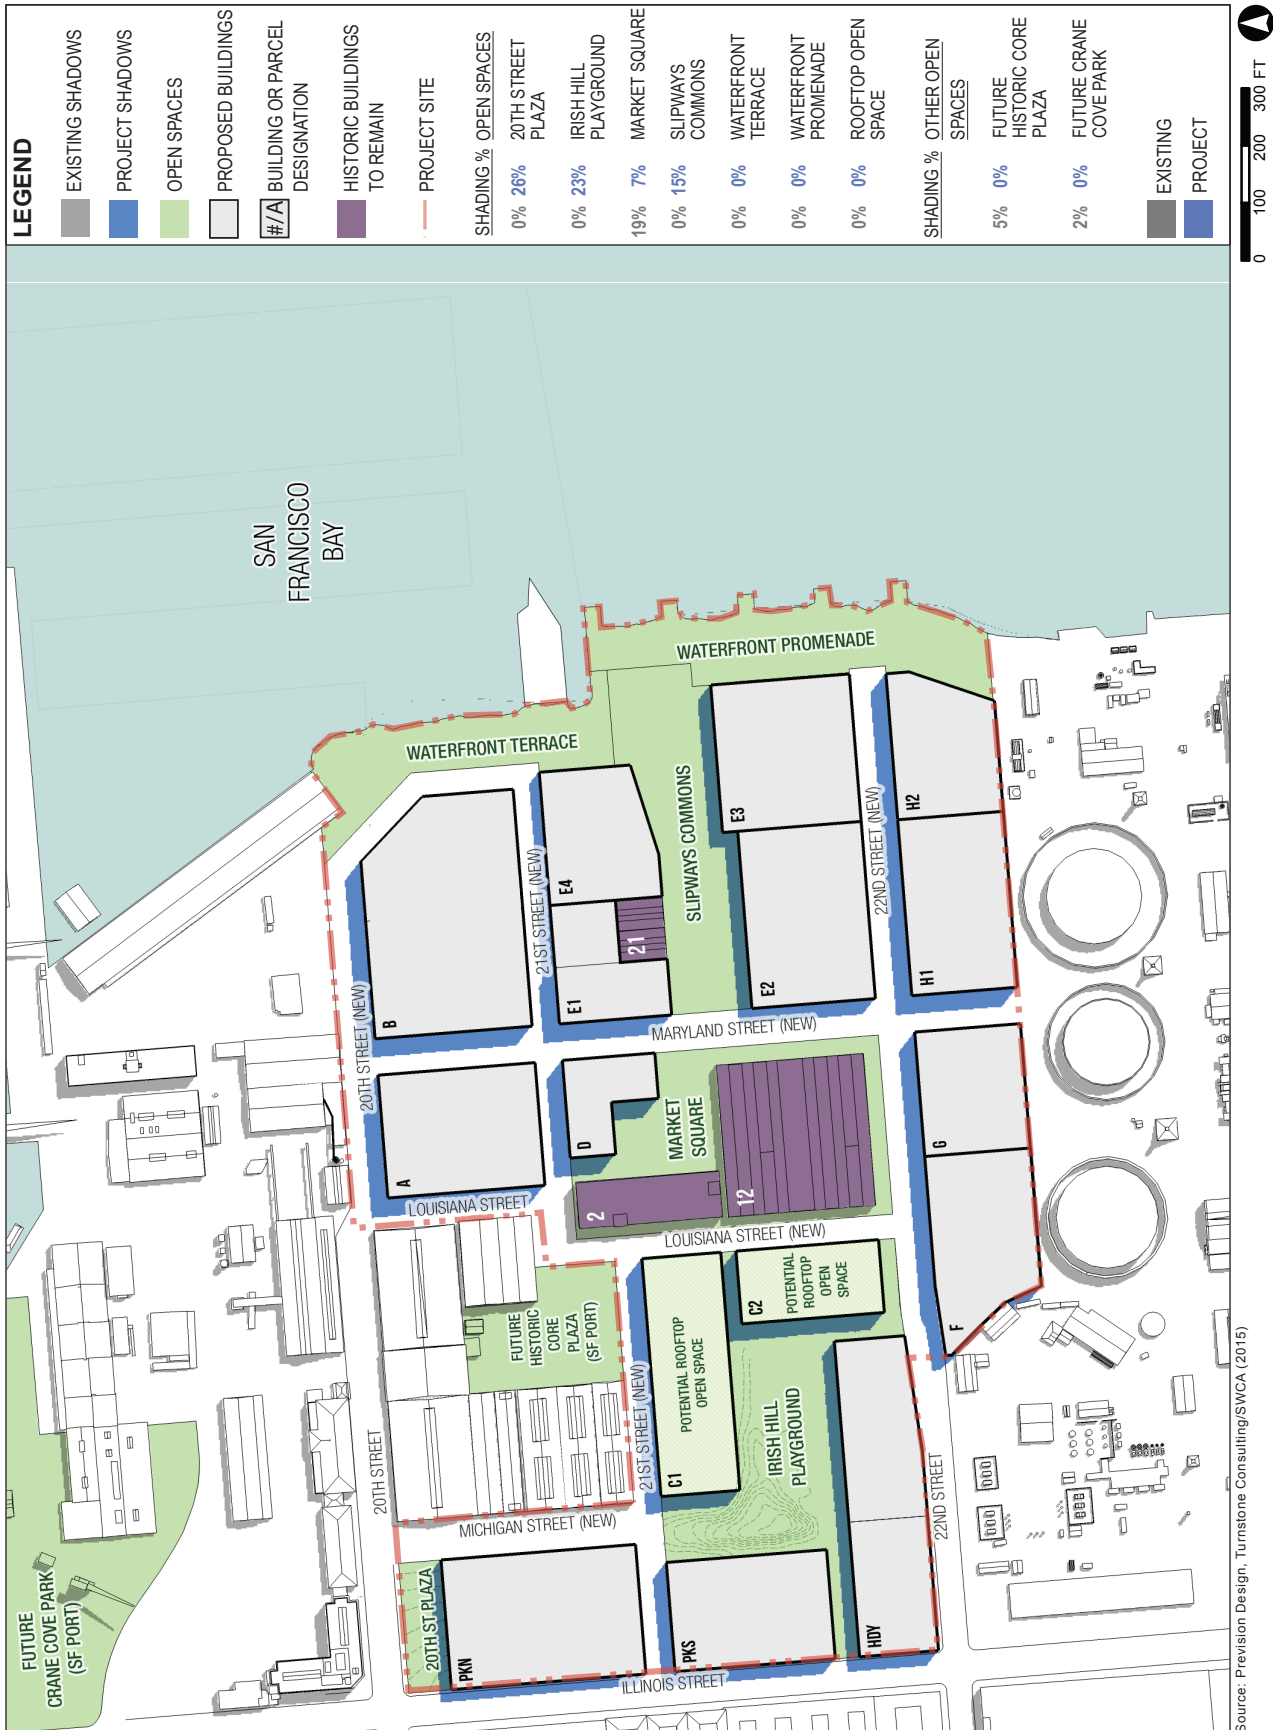 LEGEND
EXISTING SHADOWS
PROJECT SHADOWS
OPEN SPACES
PROPOSED BUILDINGS
#/A BUILDING OR PARCEL
DESIGNATION
HISTORIC BUILDINGS
TO REMAIN
PROJECT SITE
SHADING % OPEN SPACES
0% 26% 20TH STREET
PLAZA
0% 23% IRISH HILL
PLAYGROUND
19% 7% MARKET SQUARE
0% 15% SLIPWAYS
COMMONS
0% 0% WATERFRONT
TERRACE
0% 0% WATERFRONT
PROMENADE
0% 0% ROOFTOP OPEN
SPACE
SHADING % OTHER OPEN
SPACES
5% 0% FUTURE
HISTORIC CORE
PLAZA
2% 0% FUTURE CRANE
COVE PARK
EXISTING
PROJECT
0 100 200 300 FT
SAN
FRANCISCO
BAY
FUTURE
CRANE COVE PARK
(SF PORT)
20TH STREET
20TH STREET (NEW)
20TH ST PLAZA
PKN
MICHIGAN STREET (NEW)
FUTURE
HISTORIC
CORE
PLAZA
(SF PORT)
LOUISIANA STREET
A
B
WATERFRONT TERRACE
ILLINOIS STREET
21ST STREET (NEW)
21ST STREET (NEW)
PKS
C1
POTENTIAL ROOFTOP
OPEN SPACE
C2
POTENTIAL
ROOFTOP
OPEN
SPACE
IRISH HILL
PLAYGROUND
LOUISIANA STREET (NEW)
2
12
D
MARKET
SQUARE
MARYLAND STREET (NEW)
E1
21
E4
SLIPWAYS COMMONS
E2
E3
WATERFRONT PROMENADE
HDY
22ND STREET
22ND STREET (NEW)
F
G
H1
H2
Source: Prevision Design, Turnstone Consulting/SWCA (2015)